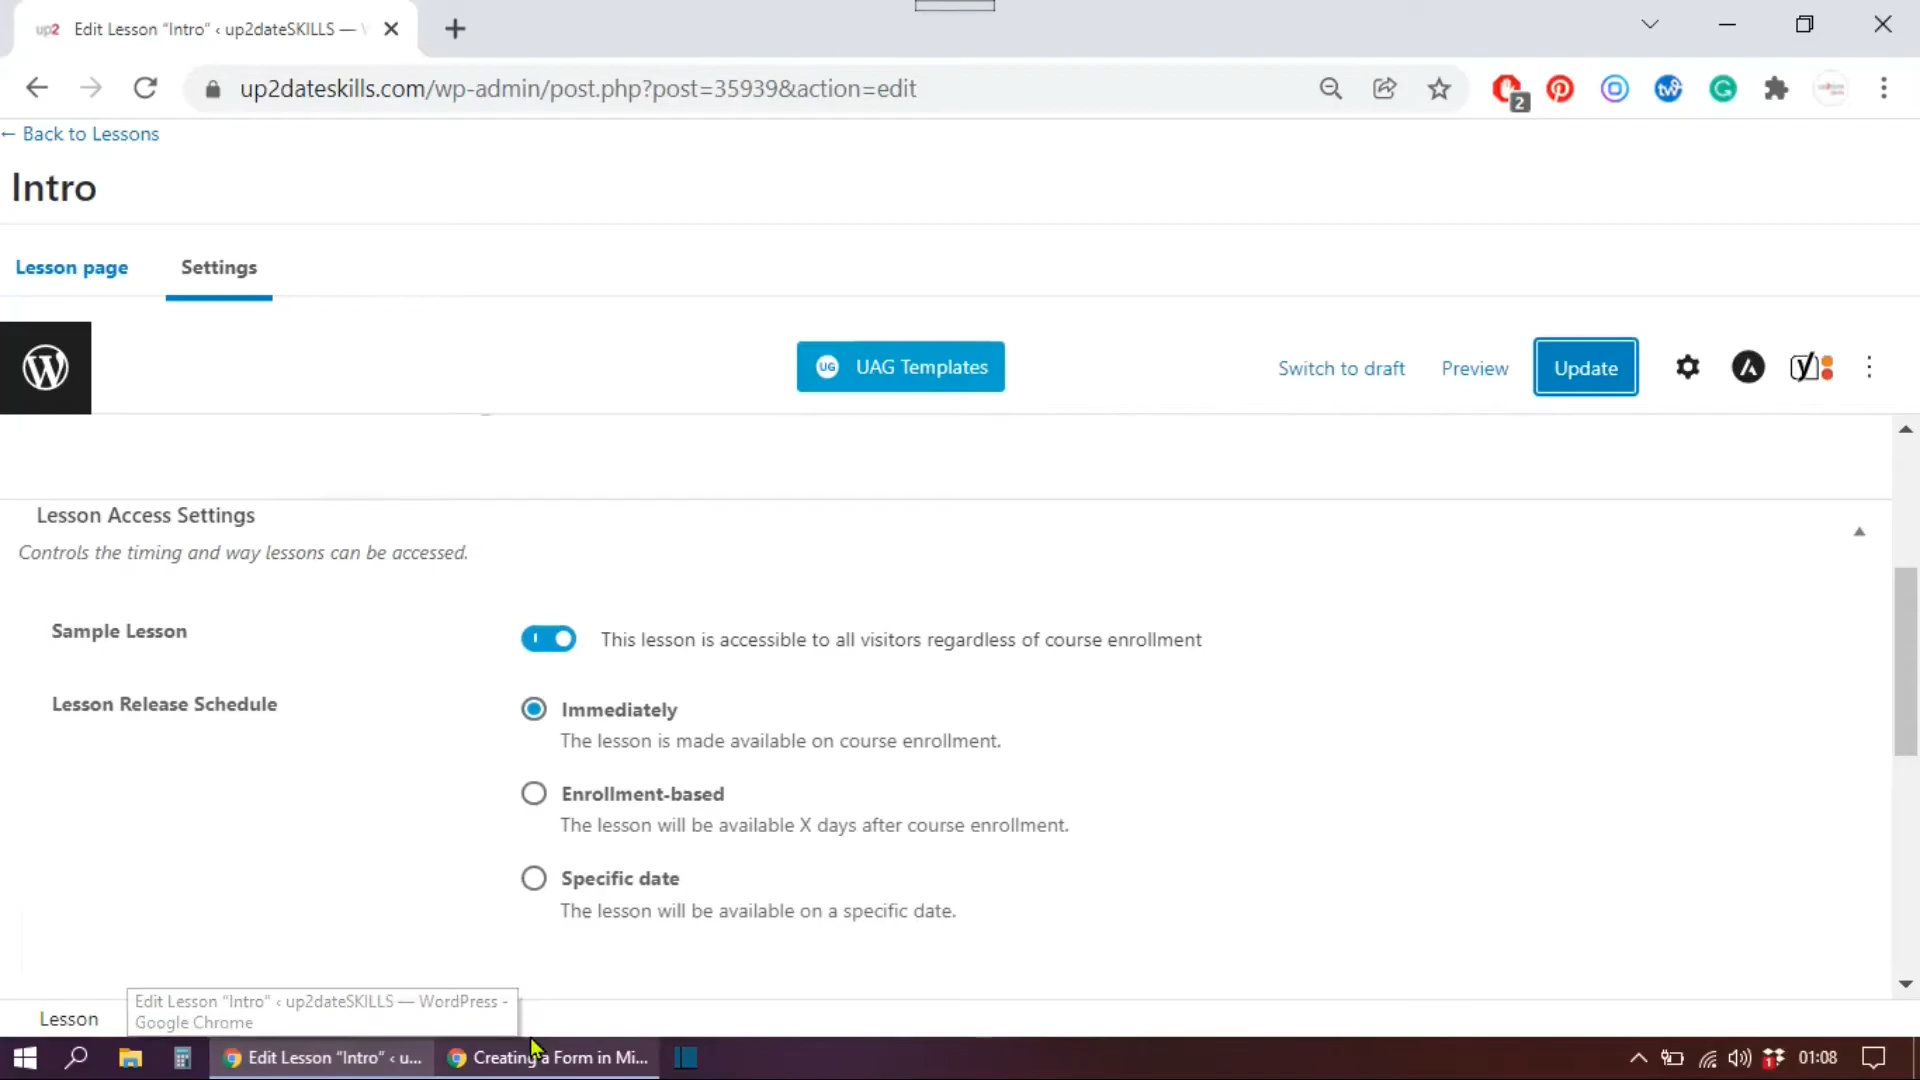 up2 Edit Lesson “Intro” ‹ up2dateSKILLS — W
up2dateskills.com/wp-admin/post.php?post=35939&action=edit
2
← Back to Lessons
Intro
Lesson page Settings
UG UAG Templates Switch to draft Preview Update
Lesson Access Settings
Controls the timing and way lessons can be accessed.
Sample Lesson This lesson is accessible to all visitors regardless of course enrollment
Lesson Release Schedule Immediately
The lesson is made available on course enrollment.
Enrollment-based
The lesson will be available X days after course enrollment.
Specific date
The lesson will be available on a specific date.
Edit Lesson “Intro” ‹ up2dateSKILLS — WordPress -
Google Chrome
Lesson
Edit Lesson “Intro” ‹ u... Creating a Form in Mi... 1 01:08